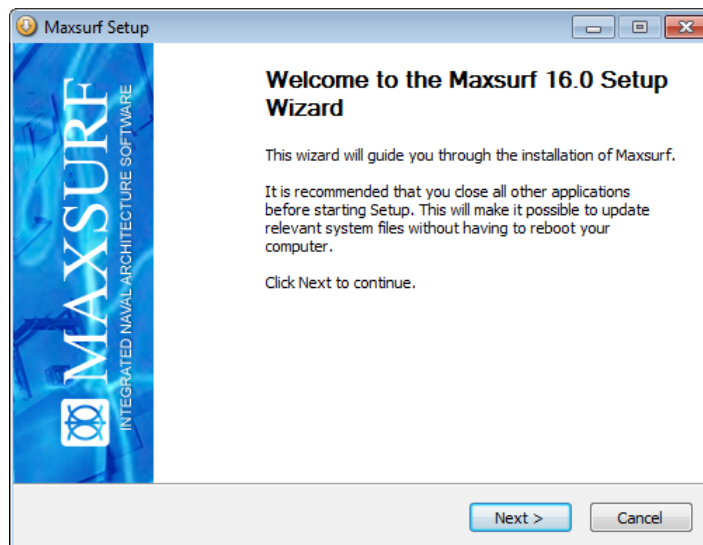 Maxsurf Setup
MAXSURF
INTEGRATED NAVAL ARCHITECTURE SOFTWARE
Welcome to the Maxsurf 16.0 Setup
Wizard
This wizard will guide you through the installation of Maxsurf.
It is recommended that you close all other applications
before starting Setup. This will make it possible to update
relevant system files without having to reboot your
computer.
Click Next to continue.
Next >
Cancel